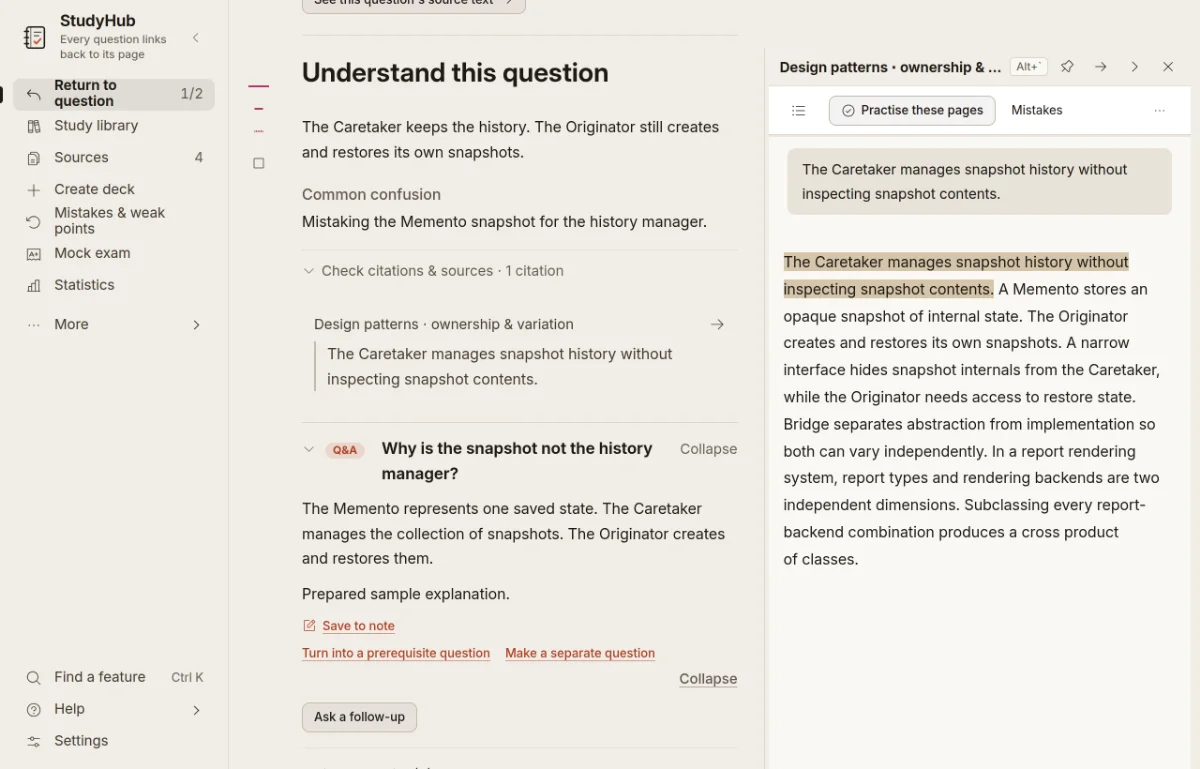 StudyHub
Every question links
back to its page
Return to
question
1/2
Study library
Sources
4
Create deck
Mistakes & weak
points
Mock exam
Statistics
More
Find a feature
Ctrl K
Help
Settings
See this question's source text
Understand this question
The Caretaker keeps the history. The Originator still creates
and restores its own snapshots.
Common confusion
Mistaking the Memento snapshot for the history manager.
Check citations & sources · 1 citation
Design patterns · ownership & variation
The Caretaker manages snapshot history without
inspecting snapshot contents.
Q&A
Why is the snapshot not the history
manager?
Collapse
The Memento represents one saved state. The Caretaker
manages the collection of snapshots. The Originator creates
and restores them.
Prepared sample explanation.
Save to note
Turn into a prerequisite question
Make a separate question
Collapse
Ask a follow-up
Design patterns · ownership & ...
Alt+`
Practise these pages
Mistakes
The Caretaker manages snapshot history without
inspecting snapshot contents.
The Caretaker manages snapshot history without
inspecting snapshot contents. A Memento stores an
opaque snapshot of internal state. The Originator
creates and restores its own snapshots. A narrow
interface hides snapshot internals from the Caretaker,
while the Originator needs access to restore state.
Bridge separates abstraction from implementation so
both can vary independently. In a report rendering
system, report types and rendering backends are two
independent dimensions. Subclassing every report-
backend combination produces a cross product
of classes.